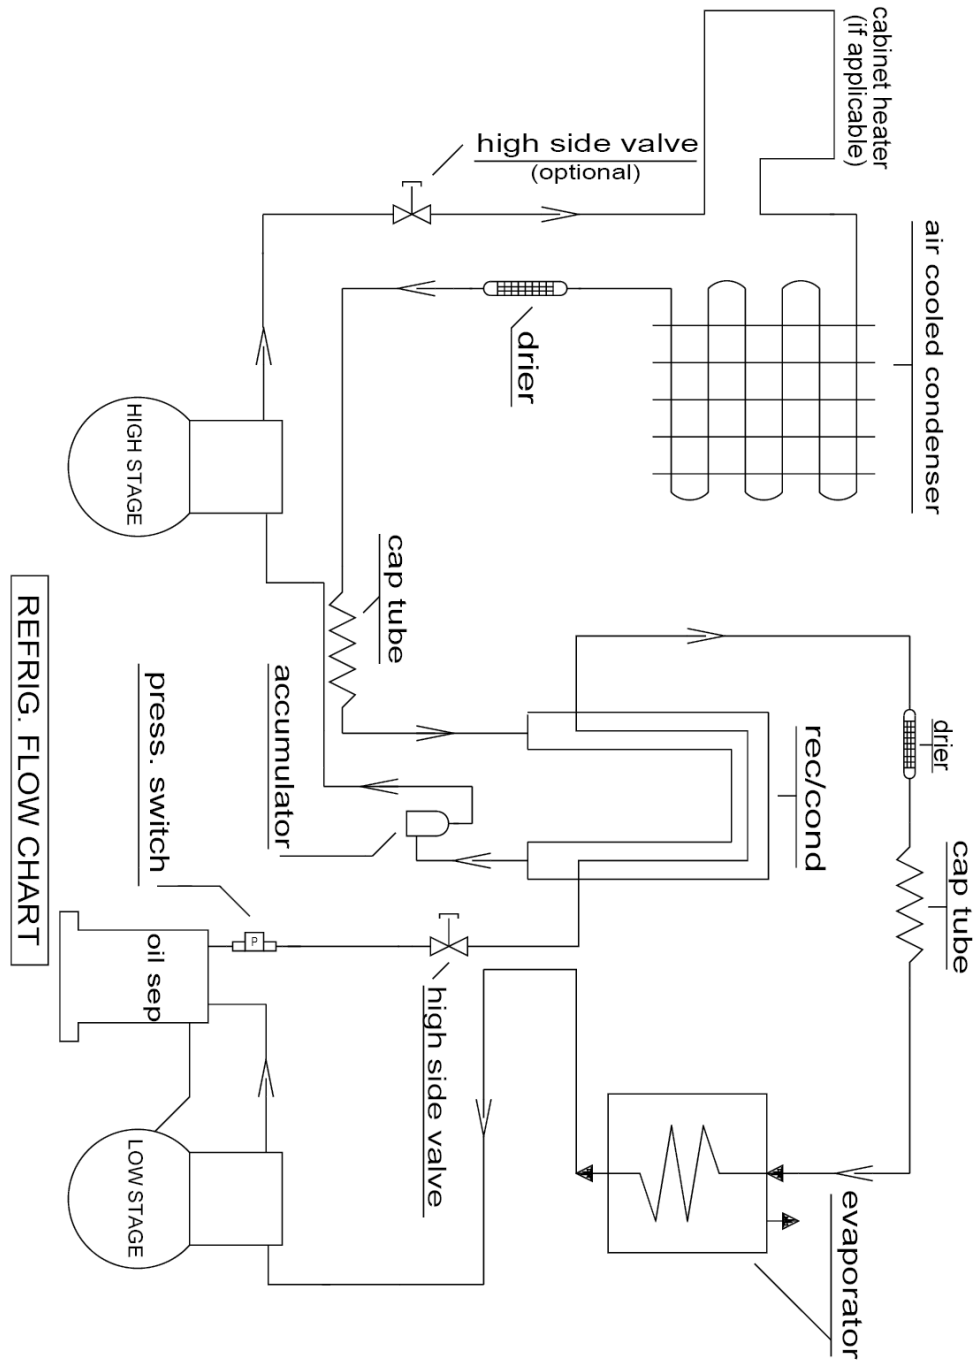 cabinet heater
(if applicable)
high side valve
(optional)
air cooled condenser
drier
HIGH STAGE
cap tube
accumulator
press. switch
REFRIG. FLOW CHART
rec/cond
drier
cap tube
P
oil sep
high side valve
LOW STAGE
evaporator